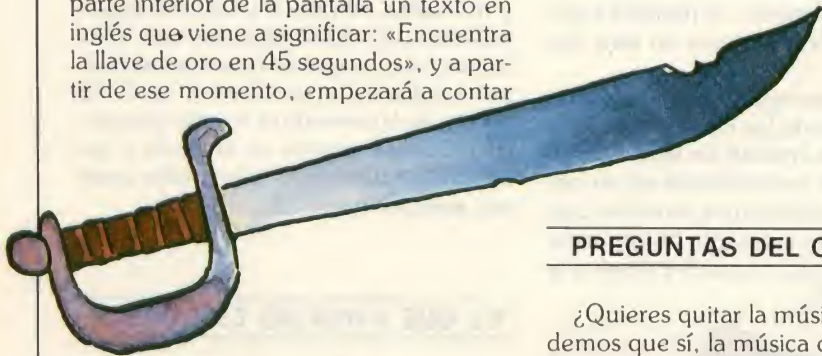 parte inferior de la pantalla un texto en
inglés que viene a significar: «Encuentra
la llave de oro en 45 segundos», y a par-
tir de ese momento, empezará a contar
PREGUNTAS DEL
¿Quieres quitar la músi
demos que sí, la música